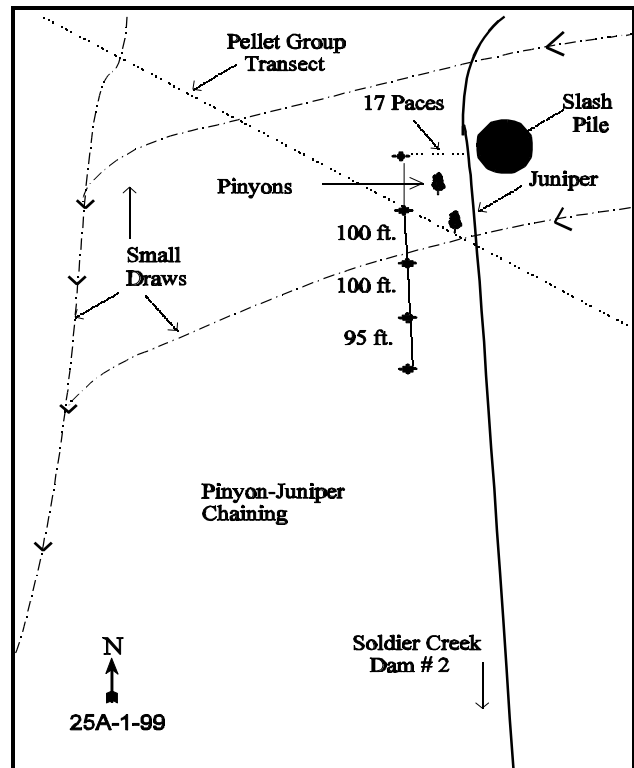 Pellet Group
Transect
17 Paces
Slash
Pile
Pinyons
Juniper
100 ft.
Small
Draws
100 ft.
95 ft.
Pinyon-Juniper
Chaining
N
Soldier Creek
Dam # 2
25A-1-99